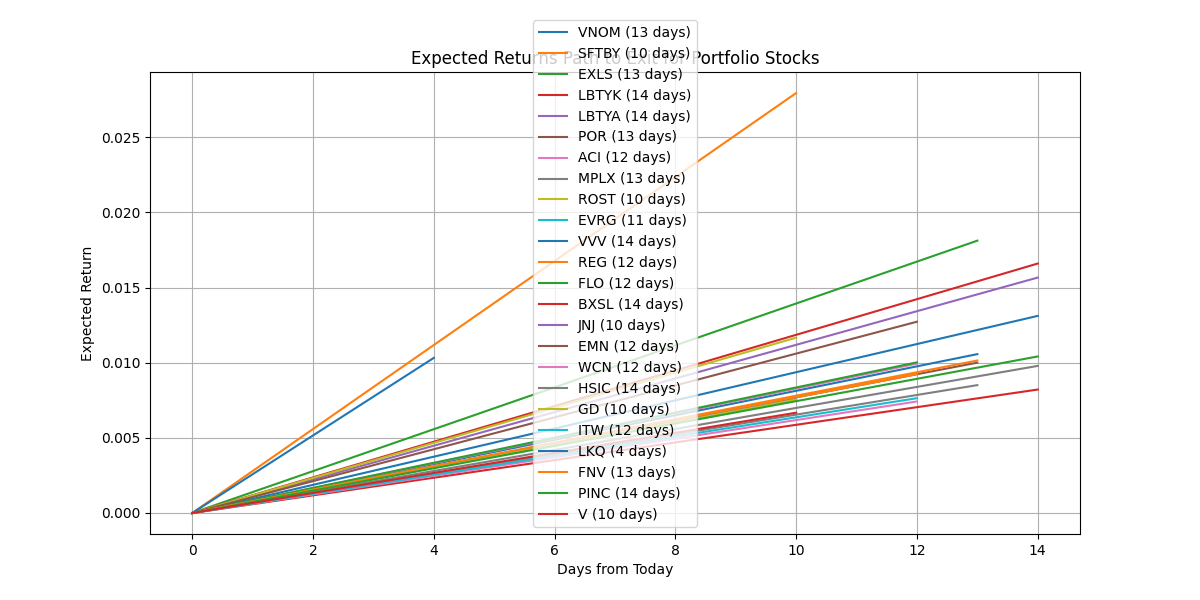 Expected Returns Path to Exit for Portfolio Stocks
VNOM (13 days)
SFTBY (10 days)
EXLS (13 days)
LBTYK (14 days)
LBTYA (14 days)
POR (13 days)
ACI (12 days)
MPLX (13 days)
ROST (10 days)
EVRG (11 days)
VVV (14 days)
REG (12 days)
FLO (12 days)
BXSL (14 days)
JNJ (10 days)
EMN (12 days)
WCN (12 days)
HSIC (14 days)
GD (10 days)
ITW (12 days)
LKQ (4 days)
FNV (13 days)
PINC (14 days)
V (10 days)
Expected Return
0.025
0.020
0.015
0.010
0.005
0.000
0 2 4 6 8 10 12 14
Days from Today